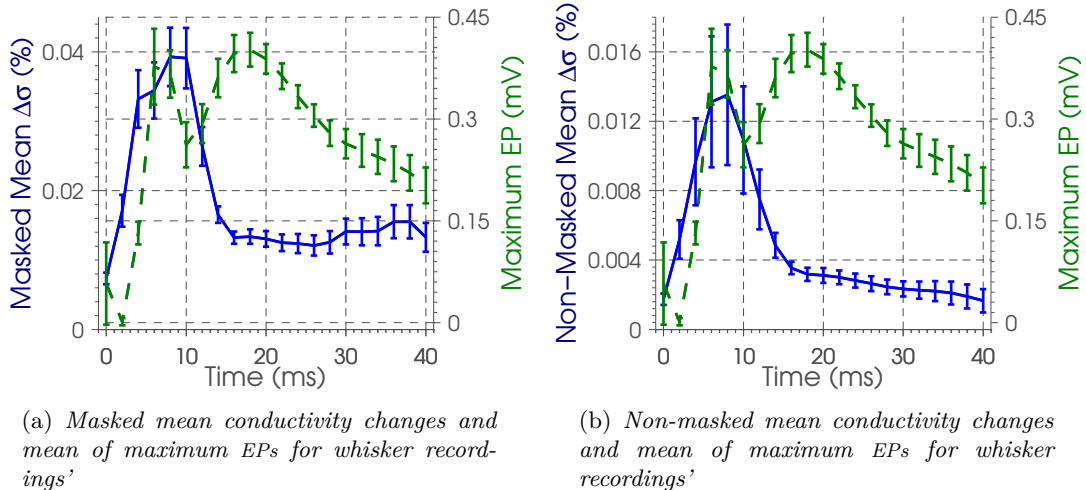 Masked Mean Δσ (%)
0.04
0.02
0
0.45
0.3
0.15
0
Maximum EP (mV)
0 10 20 30 40
Time (ms)
Non–Masked Mean Δσ (%)
0.016
0.012
0.008
0.004
0
0.45
0.3
0.15
0
Maximum EP (mV)
0 10 20 30 40
Time (ms)
(a) Masked mean conductivity changes and
mean of maximum EPs for whisker record-
ings’
(b) Non-masked mean conductivity changes
and mean of maximum EPs for whisker
recordings’